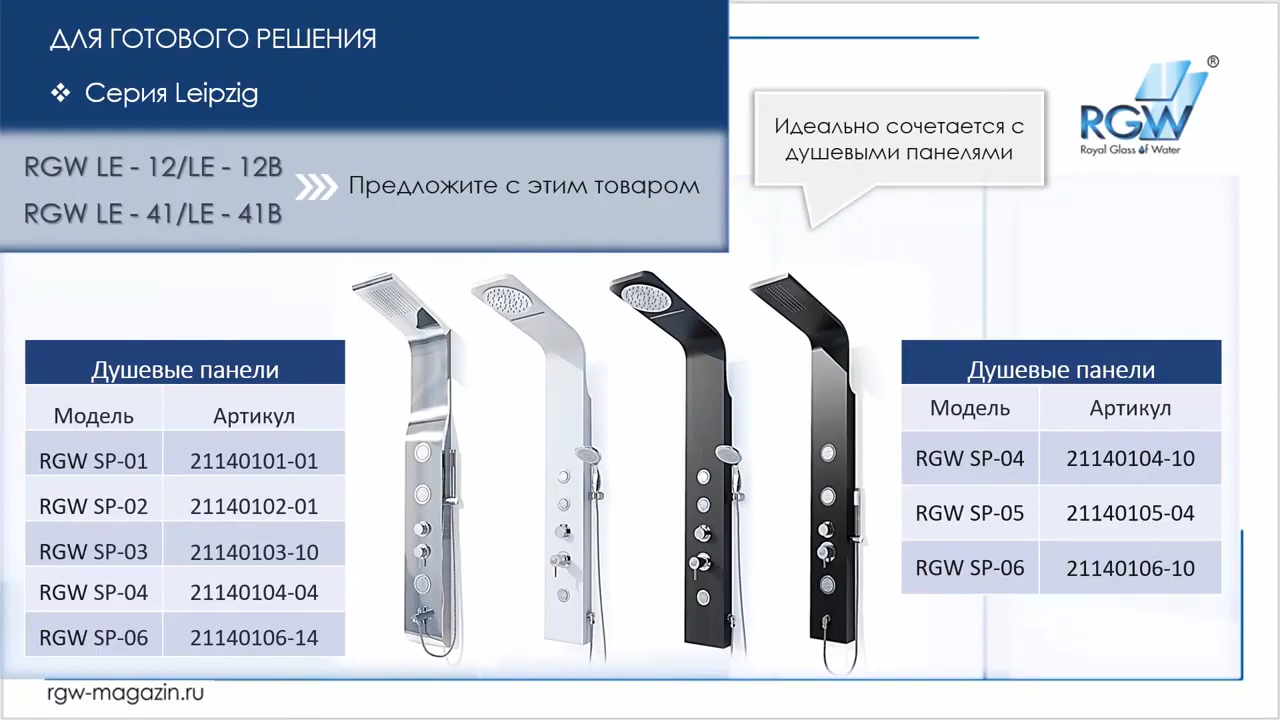 ДЛЯ ГОТОВОГО РЕШЕНИЯ
❖ Серия Leipzig
RGW LE - 12/LE - 12B
RGW LE - 41/LE - 41B
Предложите с этим товаром
Идеально сочетается с
душевыми панелями
RGW®
Royal Glass of Water
Душевые панели
Модель Артикул
RGW SP-01 21140101-01
RGW SP-02 21140102-01
RGW SP-03 21140103-10
RGW SP-04 21140104-04
RGW SP-06 21140106-14
Душевые панели
Модель Артикул
RGW SP-04 21140104-10
RGW SP-05 21140105-04
RGW SP-06 21140106-10
rgw-magazin.ru